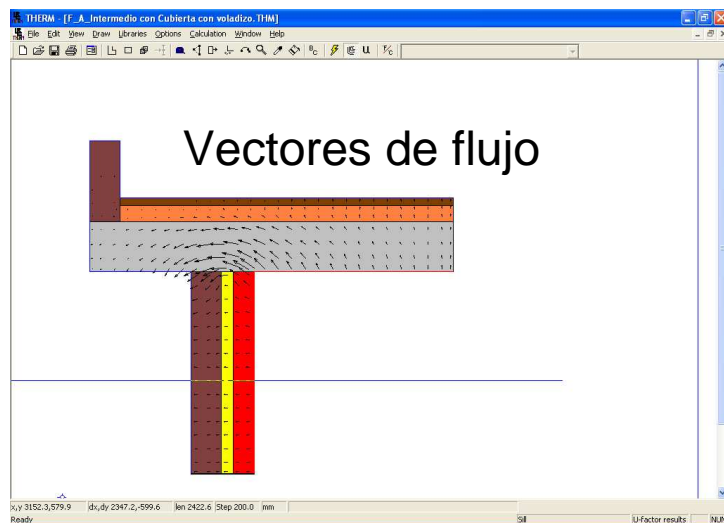 THERM - [F_A_Intermedio con Cubierta con voladizo.THM]
File Edit View Draw Libraries Options Calculation Window Help
BC U %C
Vectores de flujo
x,y 3152.3,579.9 dx,dy 2347.2,-599.6 len 2422.6 Step 200.0 mm
Ready Sill U-factor results NUM